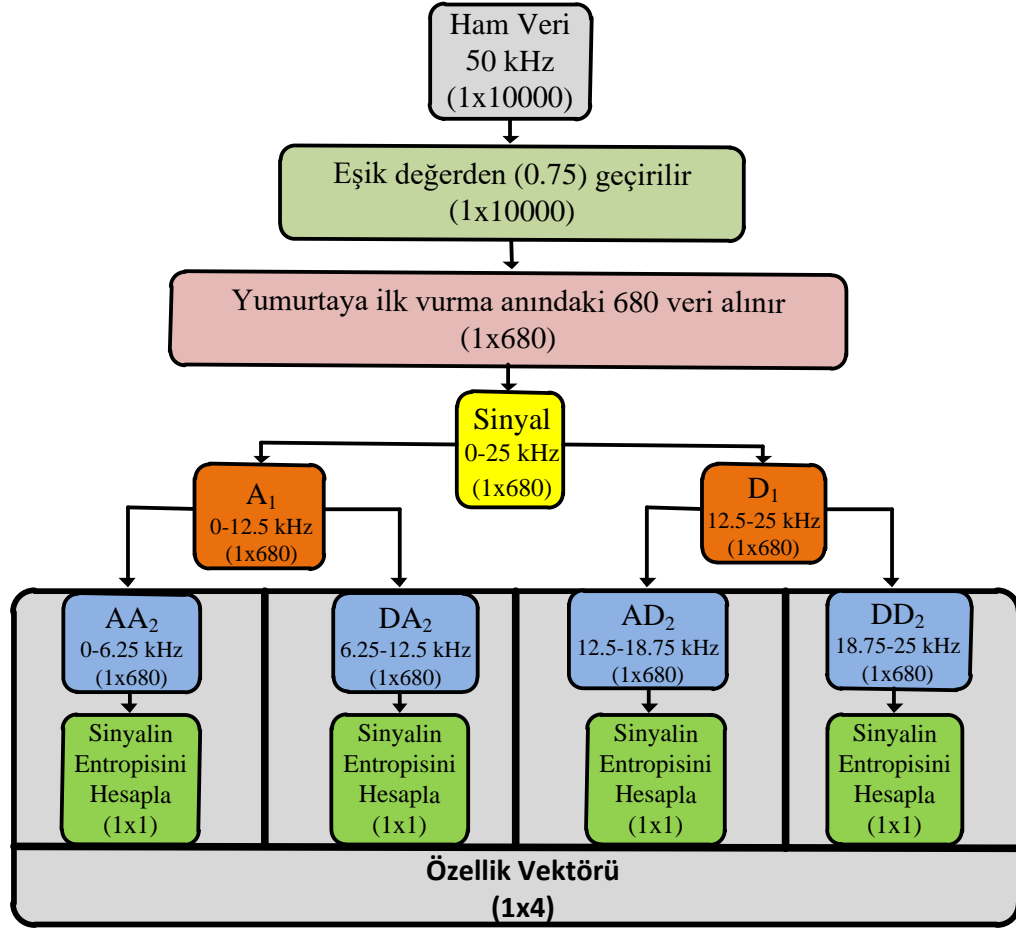 Ham Veri
50 kHz
(1x10000)
Eşik değerden (0.75) geçirilir
(1x10000)
Yumurtaya ilk vurma anındaki 680 veri alınır
(1x680)
Sinyal
0-25 kHz
(1x680)
A₁
0-12.5 kHz
(1x680)
D₁
12.5-25 kHz
(1x680)
AA₂
0-6.25 kHz
(1x680)
DA₂
6.25-12.5 kHz
(1x680)
AD₂
12.5-18.75 kHz
(1x680)
DD₂
18.75-25 kHz
(1x680)
Sinyalin
Entropisini
Hesapla
(1x1)
Sinyalin
Entropisini
Hesapla
(1x1)
Sinyalin
Entropisini
Hesapla
(1x1)
Sinyalin
Entropisini
Hesapla
(1x1)
Özellik Vektörü
(1x4)